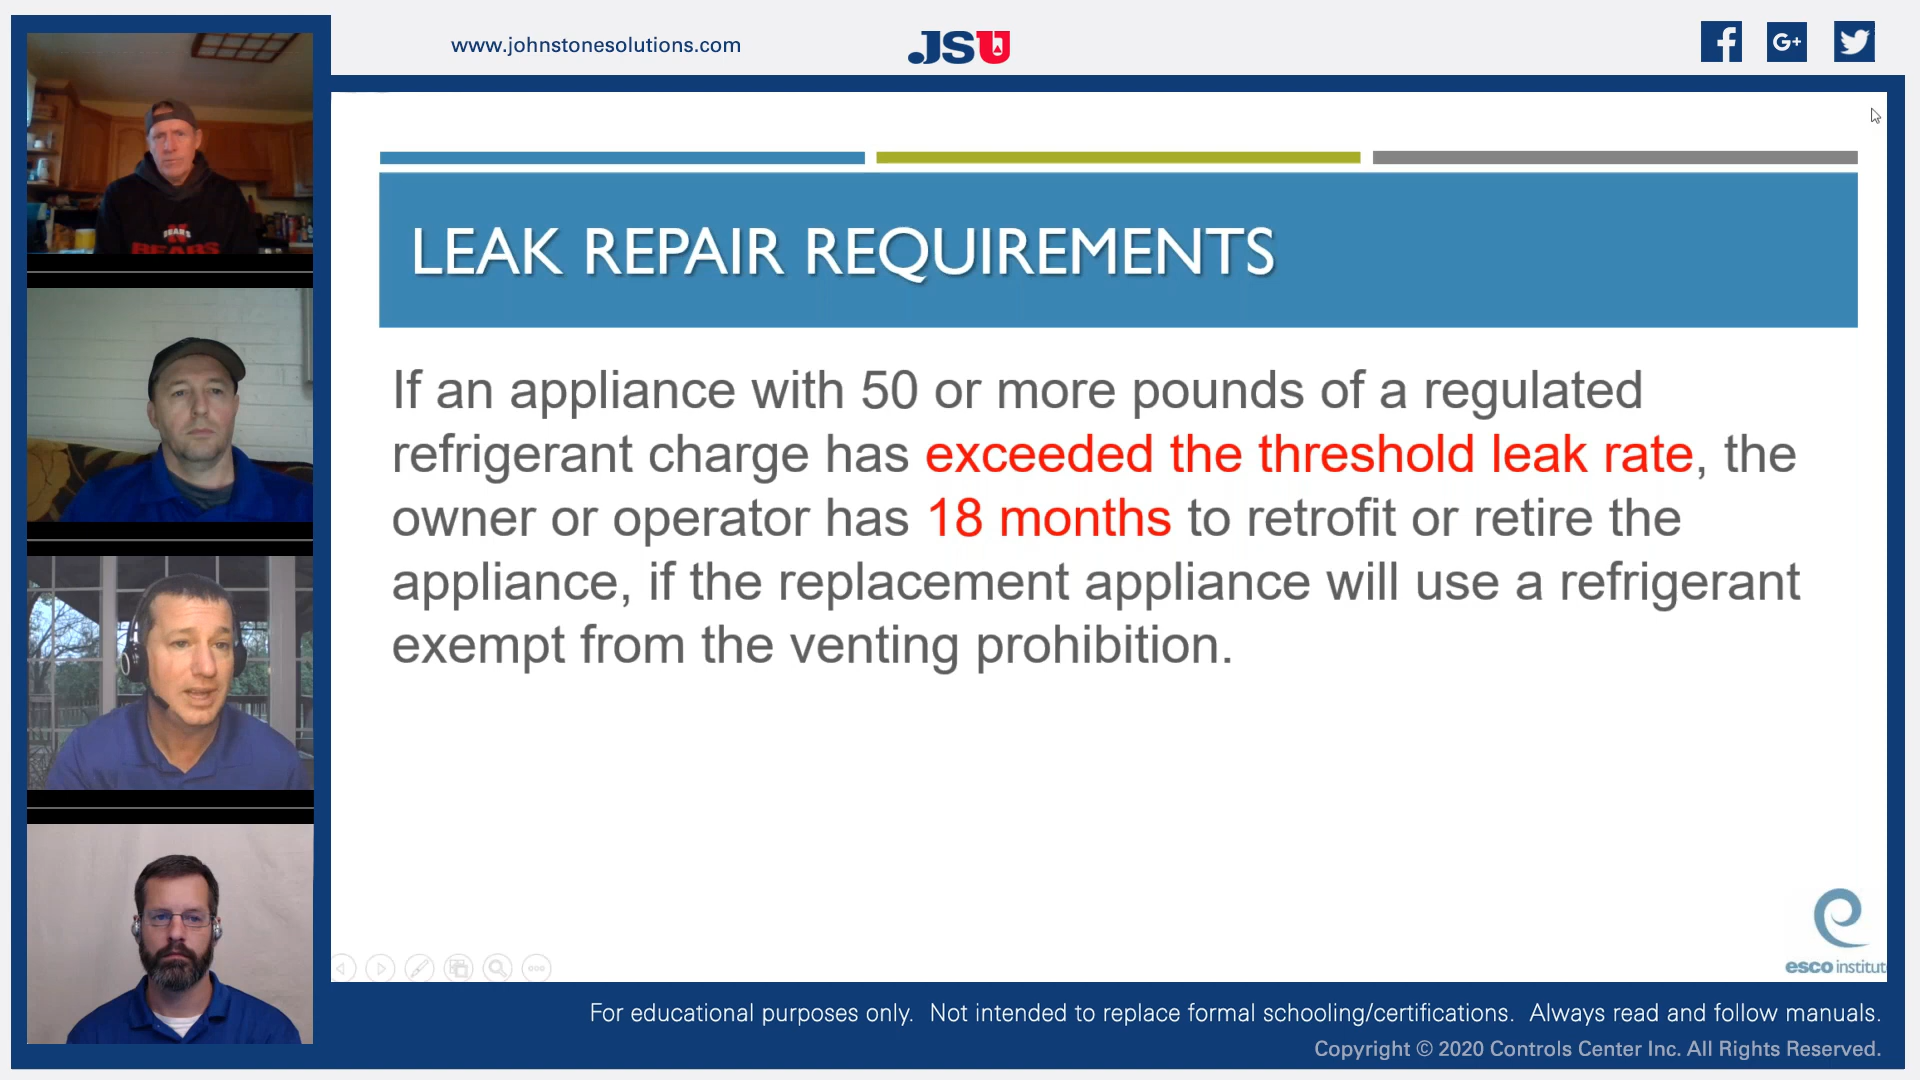 www.johnstonesolutions.com
JSU
G+
LEAK REPAIR REQUIREMENTS
If an appliance with 50 or more pounds of a regulated
refrigerant charge has exceeded the threshold leak rate, the
owner or operator has 18 months to retrofit or retire the
appliance, if the replacement appliance will use a refrigerant
exempt from the venting prohibition.
BEARS
BEARS
esco institut
For educational purposes only. Not intended to replace formal schooling/certifications. Always read and follow manuals.
Copyright © 2020 Controls Center Inc. All Rights Reserved.